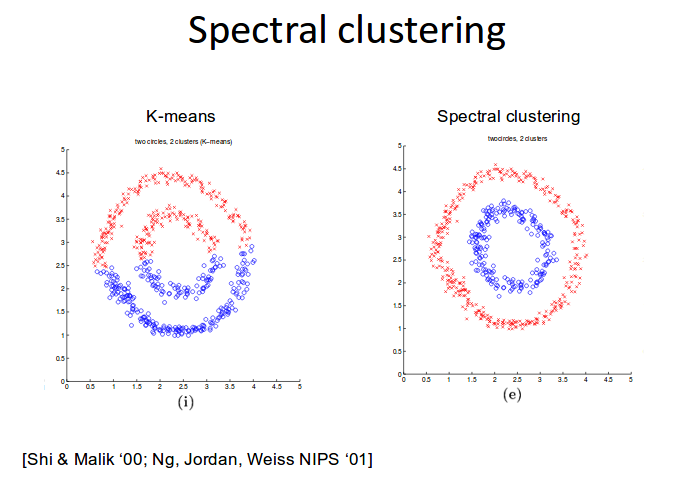 Spectral clustering
K-means
Spectral clustering
two circles, 2 clusters (K-means)
5
4.5
4
3.5
3
2.5
2
1.5
1
0.5
0
0 0.5 1 1.5 2 2.5 3 3.5 4 4.5 5
(i)
twocircles, 2 clusters
5
4.5
4
3.5
3
2.5
2
1.5
1
0.5
0
0 0.5 1 1.5 2 2.5 3 3.5 4 4.5 5
(e)
[Shi & Malik ‘00; Ng, Jordan, Weiss NIPS ‘01]